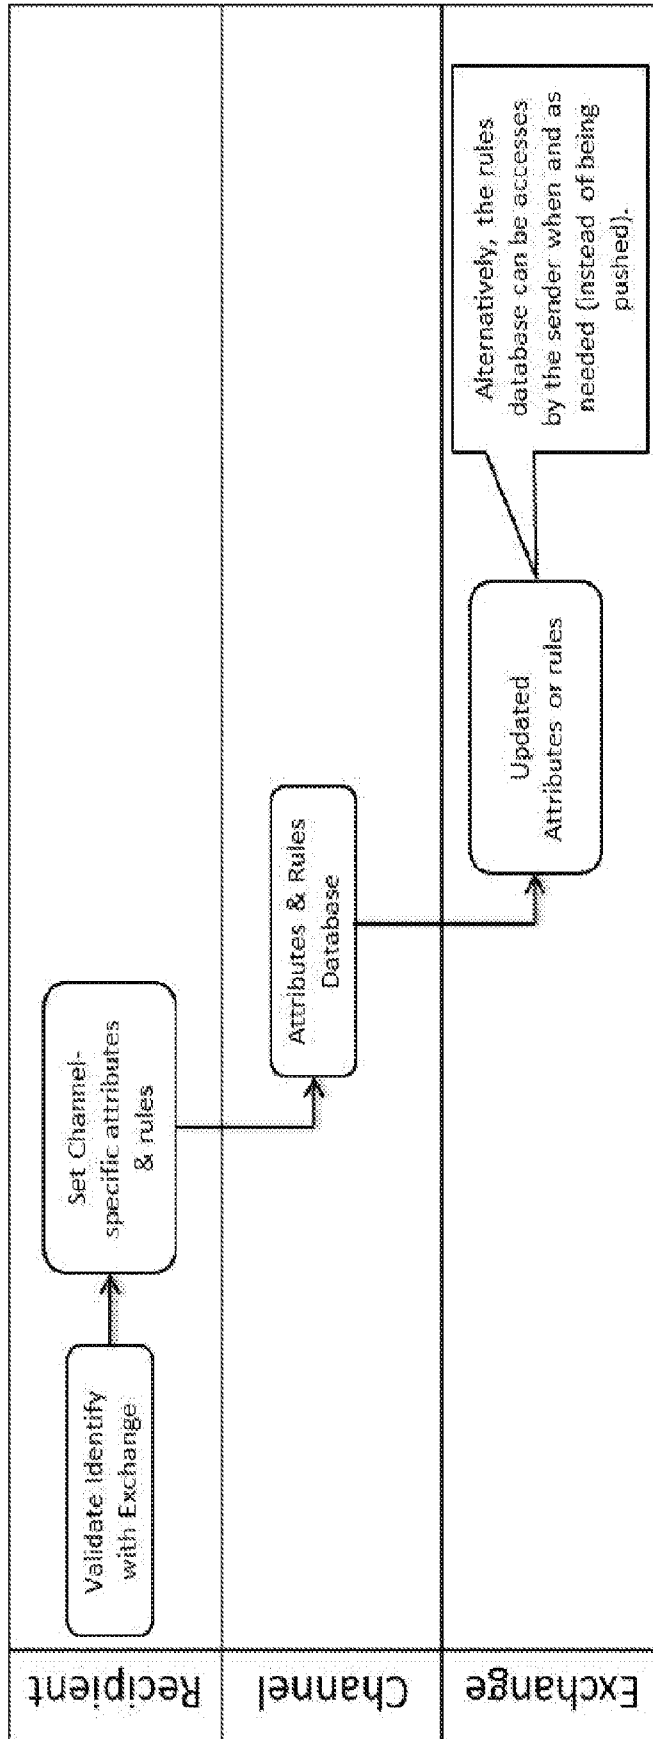 Recipient
Validate Identify
with Exchange
Set Channel-
specific attributes
& rules
Channel
Attributes & Rules
Database
Exchange
Updated
Attributes or rules
Alternatively, the rules
database can be accesses
by the sender when and as
needed (instead of being
pushed).